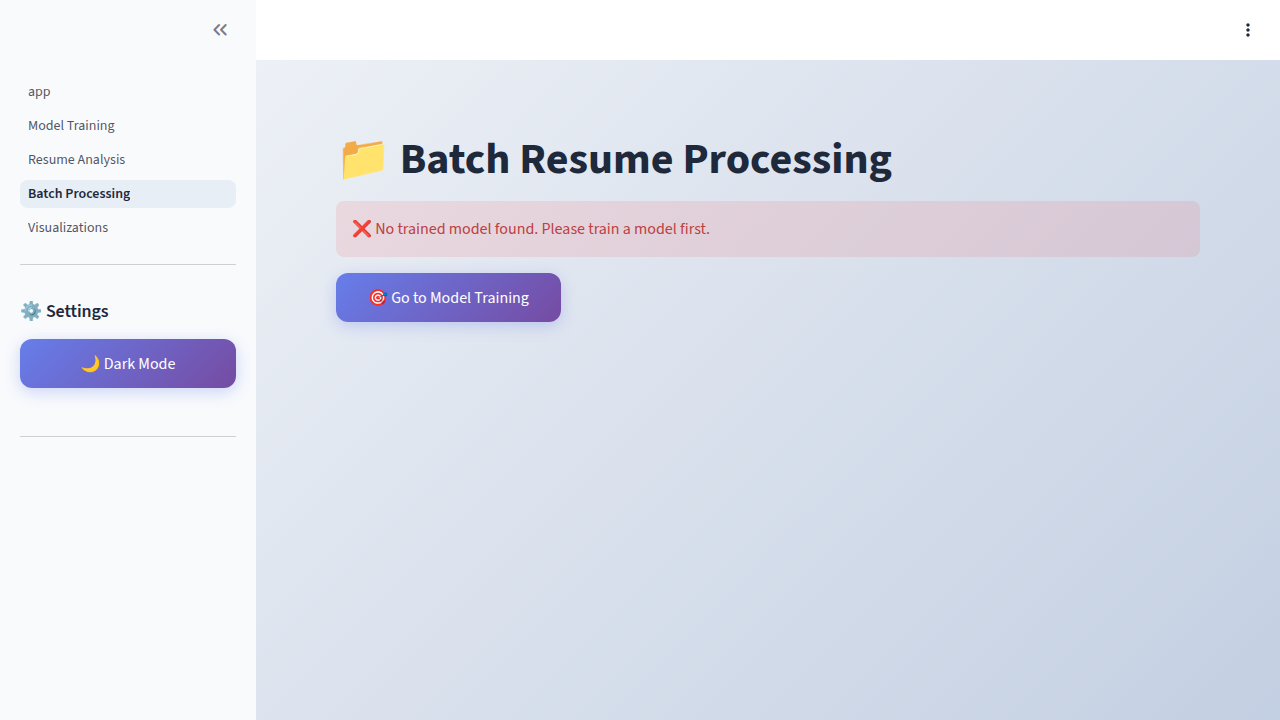 app
Model Training
Resume Analysis
Batch Processing
Visualizations
⚙️ Settings
🌙 Dark Mode
📁 Batch Resume Processing
❌ No trained model found. Please train a model first.
🎯 Go to Model Training